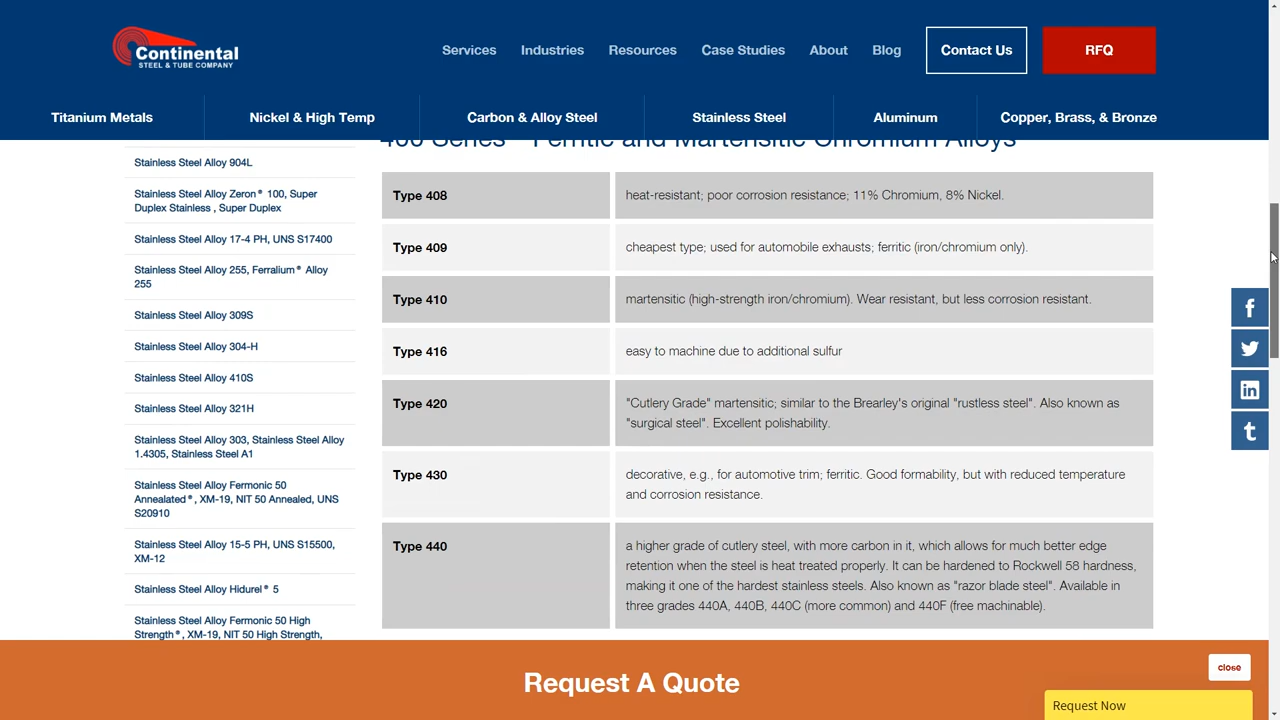 Continental
STEEL & TUBE COMPANY
Services
Industries
Resources
Case Studies
About
Blog
Contact Us
RFQ
Titanium Metals
Nickel & High Temp
Carbon & Alloy Steel
Stainless Steel
Aluminum
Copper, Brass, & Bronze
Stainless Steel Alloy 904L
Stainless Steel Alloy Zeron® 100, Super
Duplex Stainless , Super Duplex
Stainless Steel Alloy 17-4 PH, UNS S17400
Stainless Steel Alloy 255, Ferralium® Alloy
255
Stainless Steel Alloy 309S
Stainless Steel Alloy 304-H
Stainless Steel Alloy 410S
Stainless Steel Alloy 321H
Stainless Steel Alloy 303, Stainless Steel Alloy
1.4305, Stainless Steel A1
Stainless Steel Alloy Fermonic 50
Annealated®, XM-19, NIT 50 Annealed, UNS
S20910
Stainless Steel Alloy 15-5 PH, UNS S15500,
XM-12
Stainless Steel Alloy Hidurel® 5
Stainless Steel Alloy Fermonic 50 High
Strength®, XM-19, NIT 50 High Strength,
400 Series - Ferritic and Martensitic Chromium Alloys
Type 408
heat-resistant; poor corrosion resistance; 11% Chromium, 8% Nickel.
Type 409
cheapest type; used for automobile exhausts; ferritic (iron/chromium only).
Type 410
martensitic (high-strength iron/chromium). Wear resistant, but less corrosion resistant.
Type 416
easy to machine due to additional sulfur
Type 420
"Cutlery Grade" martensitic; similar to the Brearley's original "rustless steel". Also known as
"surgical steel". Excellent polishability.
Type 430
decorative, e.g., for automotive trim; ferritic. Good formability, but with reduced temperature
and corrosion resistance.
Type 440
a higher grade of cutlery steel, with more carbon in it, which allows for much better edge
retention when the steel is heat treated properly. It can be hardened to Rockwell 58 hardness,
making it one of the hardest stainless steels. Also known as "razor blade steel". Available in
three grades 440A, 440B, 440C (more common) and 440F (free machinable).
Request A Quote
close
Request Now